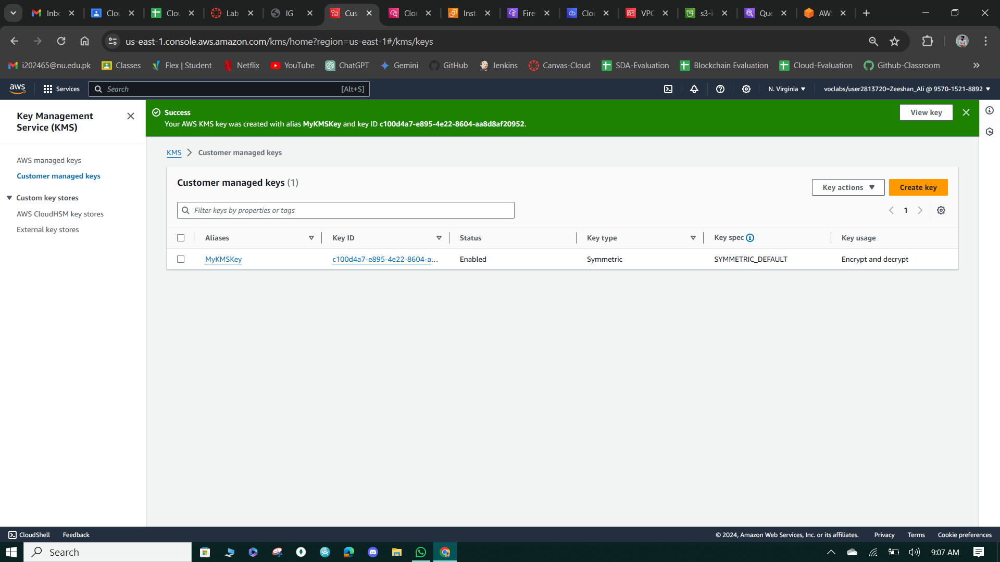 Inbo
Clou
Clou
Lab
IG
Cus
Clou
Inst
Fire
Clou
VPC
s3-i
Que
AW
us-east-1.console.aws.amazon.com/kms/home?region=us-east-1#/kms/keys
i202465@nu.edu.pk
Classes
Flex | Student
Netflix
YouTube
ChatGPT
Gemini
GitHub
Jenkins
Canvas-Cloud
SDA-Evaluation
Blockchain Evaluation
Cloud-Evaluation
Github-Classroom
aws
Services
Search
[Alt+S]
N. Virginia
voclabs/user2813720=Zeeshan_Ali @ 9570-1521-8892
Key Management
Service (KMS)
AWS managed keys
Customer managed keys
Custom key stores
AWS CloudHSM key stores
External key stores
Success
Your AWS KMS key was created with alias MyKMSKey and key ID c100d4a7-e895-4e22-8604-aa8d8af20952.
View key
KMS
Customer managed keys
Customer managed keys (1)
Key actions
Create key
Filter keys by properties or tags
1
Aliases
Key ID
Status
Key type
Key spec
Key usage
MyKMSKey
c100d4a7-e895-4e22-8604-a...
Enabled
Symmetric
SYMMETRIC_DEFAULT
Encrypt and decrypt
CloudShell
Feedback
© 2024, Amazon Web Services, Inc. or its affiliates.
Privacy
Terms
Cookie preferences
Search
9:07 AM